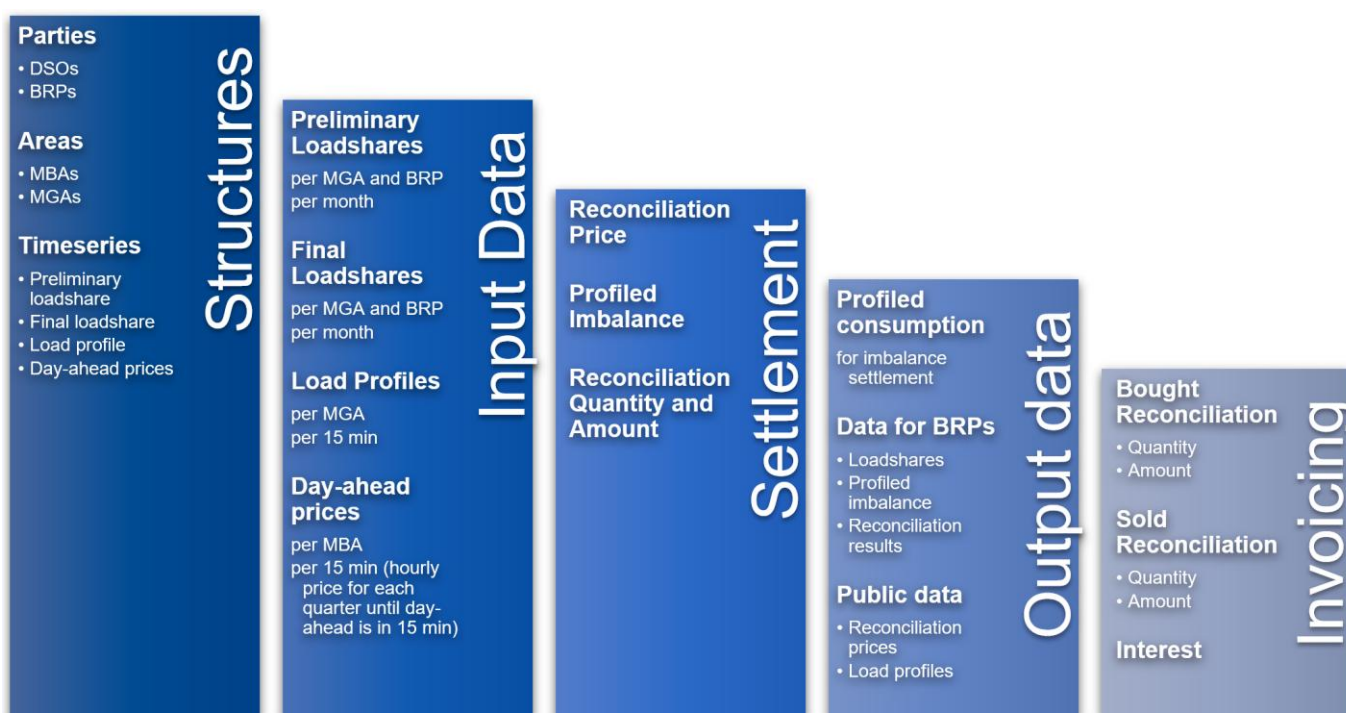 Parties
• DSOs
• BRPs
Areas
• MBAs
• MGAs
Timeseries
• Preliminary
loadshare
• Final loadshare
• Load profile
• Day-ahead prices
Structures
Preliminary
Loadshares
per MGA and BRP
per month
Final
Loadshares
per MGA and BRP
per month
Load Profiles
per MGA
per 15 min
Day-ahead
prices
per MBA
per 15 min (hourly
price for each
quarter until day-
ahead is in 15 min)
Input Data
Reconciliation
Price
Profiled
Imbalance
Reconciliation
Quantity and
Amount
Settlement
Profiled
consumption
for imbalance
settlement
Data for BRPs
• Loadshares
• Profiled
imbalance
• Reconciliation
results
Public data
• Reconciliation
prices
• Load profiles
Output data
Bought
Reconciliation
• Quantity
• Amount
Sold
Reconciliation
• Quantity
• Amount
Interest
Invoicing